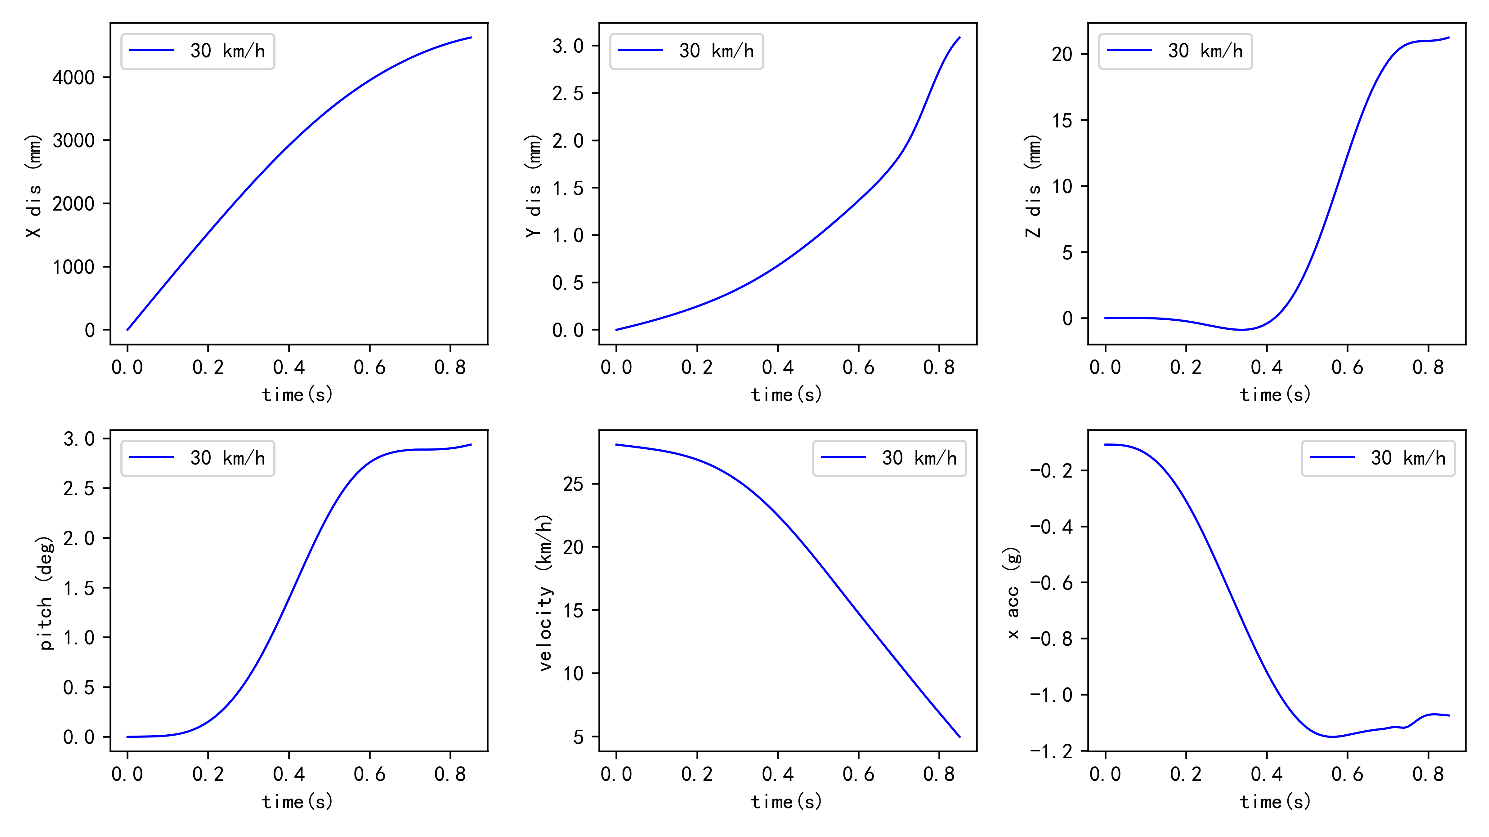 30 km/h
X dis (mm)
4000
3000
2000
1000
0
0.0 0.2 0.4 0.6 0.8
time(s)
30 km/h
Y dis (mm)
3.0
2.5
2.0
1.5
1.0
0.5
0.0
0.0 0.2 0.4 0.6 0.8
time(s)
30 km/h
Z dis (mm)
20
15
10
5
0
0.0 0.2 0.4 0.6 0.8
time(s)
30 km/h
pitch (deg)
3.0
2.5
2.0
1.5
1.0
0.5
0.0
0.0 0.2 0.4 0.6 0.8
time(s)
30 km/h
velocity (km/h)
25
20
15
10
5
0.0 0.2 0.4 0.6 0.8
time(s)
30 km/h
x acc (g)
−0.2
−0.4
−0.6
−0.8
−1.0
−1.2
0.0 0.2 0.4 0.6 0.8
time(s)